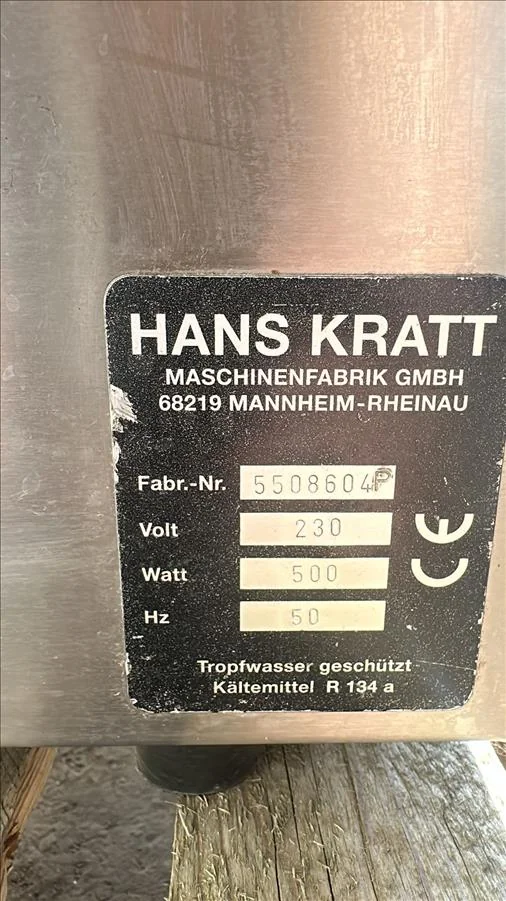 HANS KRATT
MASCHINENFABRIK GMBH
68219 MANNHEIM-RHEINAU
Fabr.-Nr. 5508604P
Volt 230 CE
Watt 500
Hz 50
Tropfwasser geschützt
Kältemittel R 134 a